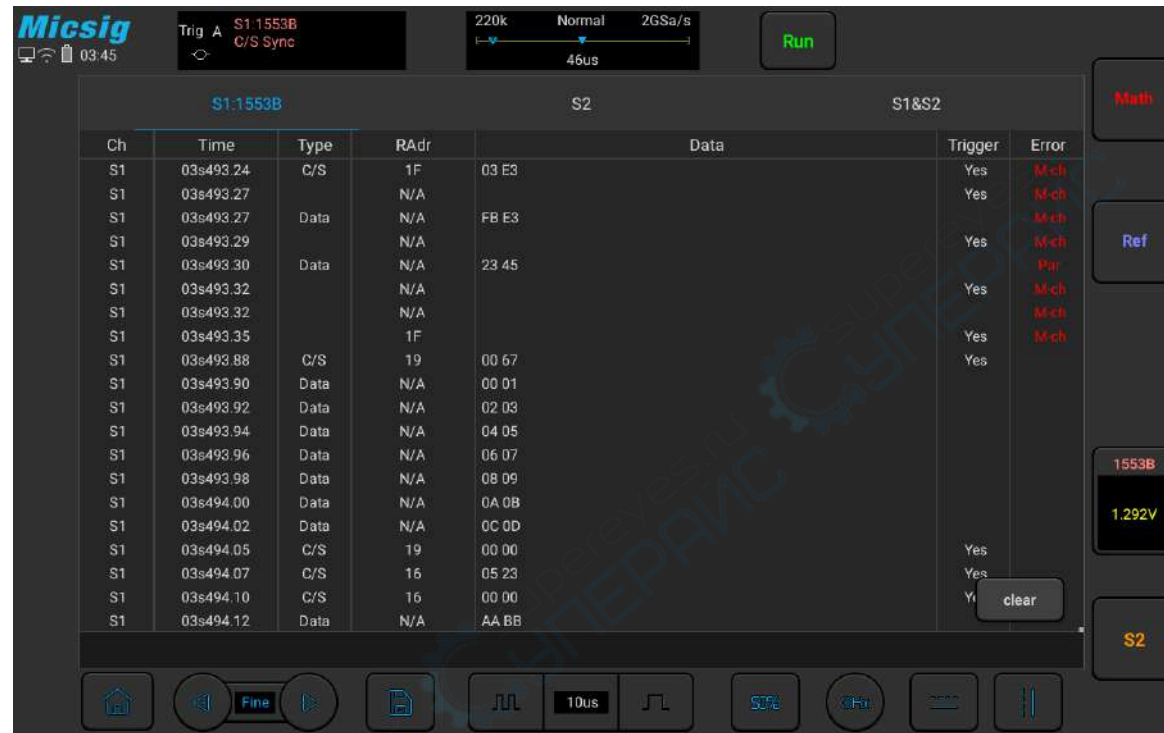 Micsig
Trig A S1:1553B
C/S Sync
220k Normal 2GSa/s
46us
Run
03:45
S1:1553B S2 S1&S2
Math
Ch Time Type RAdr Data Trigger Error
S1 03s493.24 C/S 1F 03 E3 Yes M-ch
S1 03s493.27 N/A Yes M-ch
S1 03s493.27 Data N/A FB E3 M-ch
S1 03s493.29 N/A Yes M-ch
Ref
S1 03s493.30 Data N/A 23 45 Par
S1 03s493.32 N/A Yes M-ch
S1 03s493.32 N/A M-ch
S1 03s493.35 1F Yes M-ch
S1 03s493.88 C/S 19 00 67 Yes
S1 03s493.90 Data N/A 00 01
S1 03s493.92 Data N/A 02 03
S1 03s493.94 Data N/A 04 05
S1 03s493.96 Data N/A 06 07
1553B
S1 03s493.98 Data N/A 08 09
S1 03s494.00 Data N/A 0A 0B
1.292V
S1 03s494.02 Data N/A 0C 0D
S1 03s494.05 C/S 19 00 00 Yes
S1 03s494.07 C/S 16 05 23 Yes
S1 03s494.10 C/S 16 00 00
clear
S1 03s494.12 Data N/A AA BB
S2
Fine
10us
50%
CHx
supereyes.ru
СУПЕРАЙС